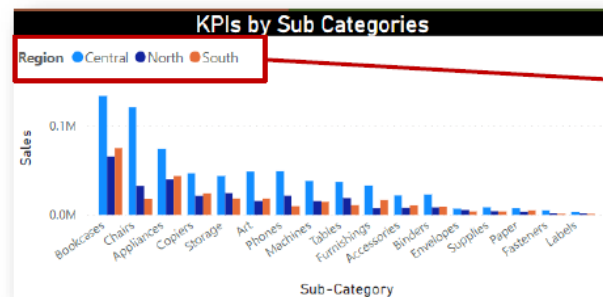 KPIs by Sub Categories
Region Central North South
0.1M
Sales
0.0M
Bookcases
Chairs
Appliances
Copiers
Storage
Art
Phones
Machines
Tables
Furnishings
Accessories
Binders
Envelopes
Supplies
Paper
Fasteners
Labels
Sub-Category